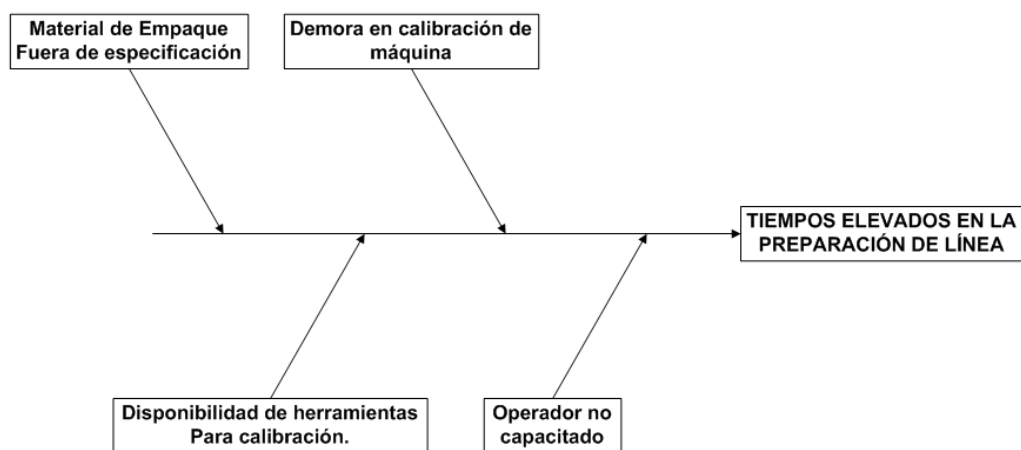 Material de Empaque
Fuera de especificación
Demora en calibración de
máquina
TIEMPOS ELEVADOS EN LA
PREPARACIÓN DE LÍNEA
Disponibilidad de herramientas
Para calibración.
Operador no
capacitado